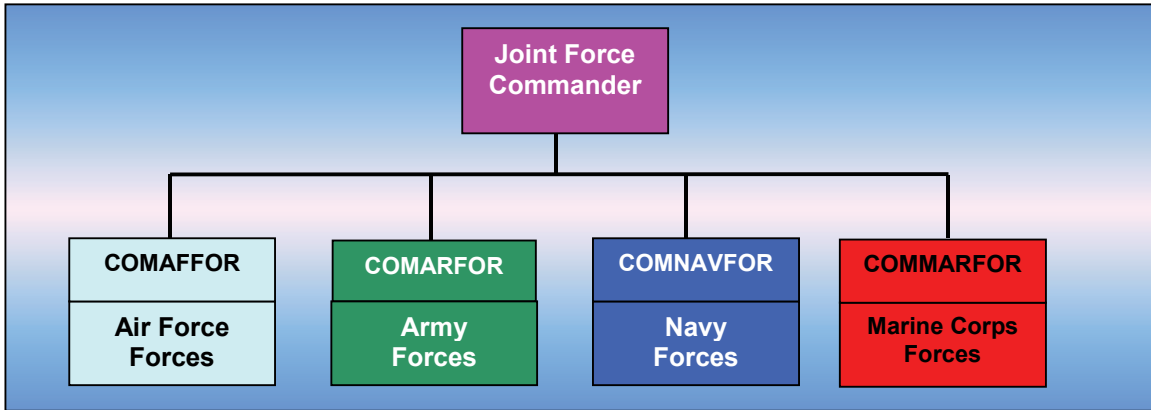 Joint Force
Commander
COMAFFOR
COMARFOR
COMNAVFOR
COMMARFOR
Air Force
Forces
Army
Forces
Navy
Forces
Marine Corps
Forces